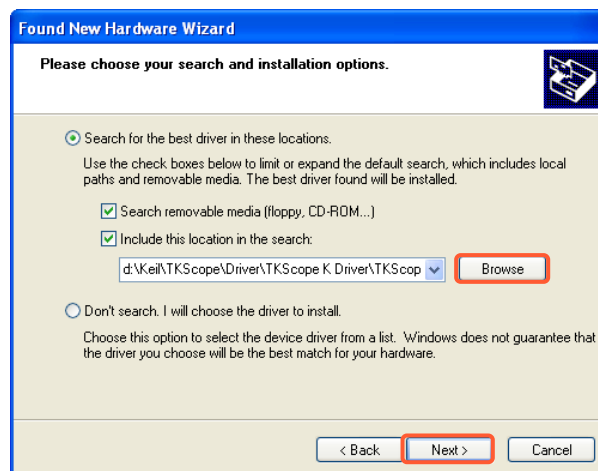 Found New Hardware Wizard
Please choose your search and installation options.
Search for the best driver in these locations.
Use the check boxes below to limit or expand the default search, which includes local
paths and removable media. The best driver found will be installed.
Search removable media (floppy, CD-ROM...)
Include this location in the search:
d:\Keil\TKScope\Driver\TKScope K Driver\TKScop
Browse
Don't search. I will choose the driver to install.
Choose this option to select the device driver from a list. Windows does not guarantee that
the driver you choose will be the best match for your hardware.
< Back Next > Cancel